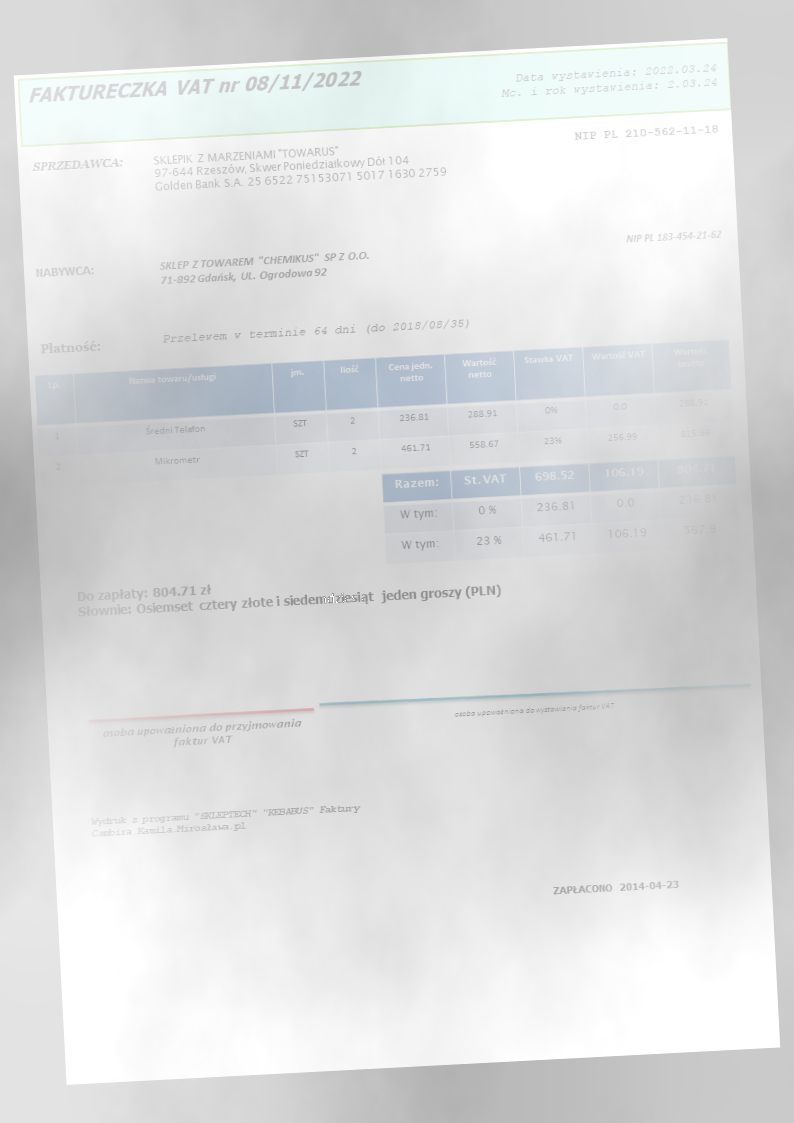 FAKTURECZKA VAT nr 08/11/2022
Data wystawienia: 2022.03.24
Mc. i rok wystawienia: 2.03.24
NIP PL 210-562-11-18
SPRZEDAWCA:
SKLEPIK Z MARZENIAMI "TOWARUS"
97-644 Rzeszów, Skwer Poniedziałkowy Dół 104
Golden Bank S.A. 25 6522 75153071 5017 1630 2759
NIP PL 183-454-21-62
NABYWCA:
SKLEP Z TOWAREM "CHEMIKUS" SP Z O.O.
71-892 Gdańsk, UL. Ogrodowa 92
Płatność:
Przelewem w terminie 64 dni (do 2018/08/35)
Lp. Nazwa towaru/usługi jm. Ilość Cena jedn. netto Wartość netto Stawka VAT Wartość VAT Wartość brutto
1 Średni Telefon SZT 2 236.81 288.91 0% 0.0
2 Mikrometr SZT 2 461.71 558.67 23%
Razem: St. VAT 698.52 106.19 804.71
W tym: 0 % 236.81 0.0 236.81
W tym: 23 % 461.71 106.19 567.9
Do zapłaty: 804.71 zł
Słownie: Osiemset cztery złote i siedemdziesiąt jeden groszy (PLN)
osoba upoważniona do przyjmowania
faktur VAT
osoba upoważniona do wystawiania faktur VAT
Wydruk z programu "SKLEPTECH" "KEBABUS" Faktury
Cambira.Kamila.Mirosława.pl
ZAPŁACONO 2014-04-23